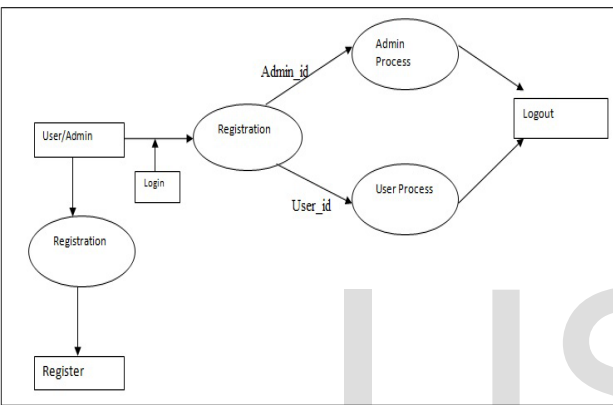 Admin
Process
Admin_id
Logout
Registration
User/Admin
Login
User Process
User_id
Registration
Register